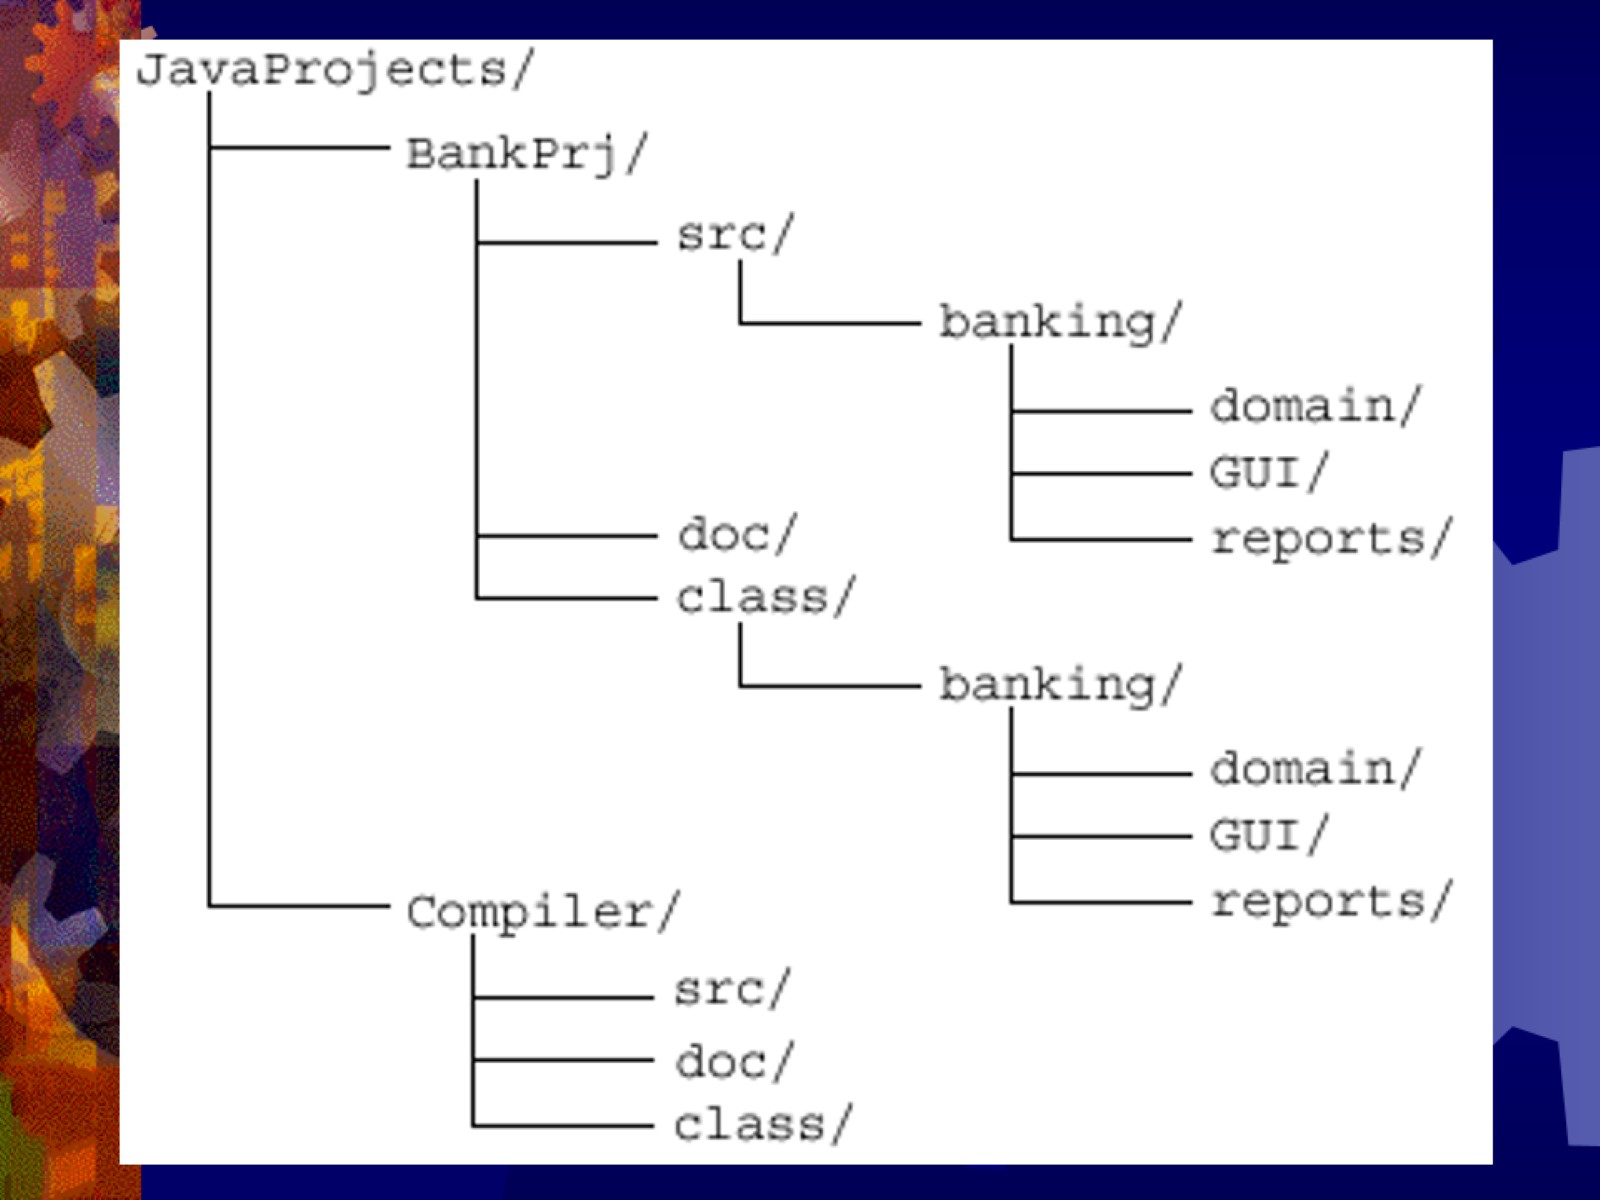 JavaProjects/
BankPrj/
src/
banking/
domain/
GUI/
reports/
doc/
class/
banking/
domain/
GUI/
reports/
Compiler/
src/
doc/
class/